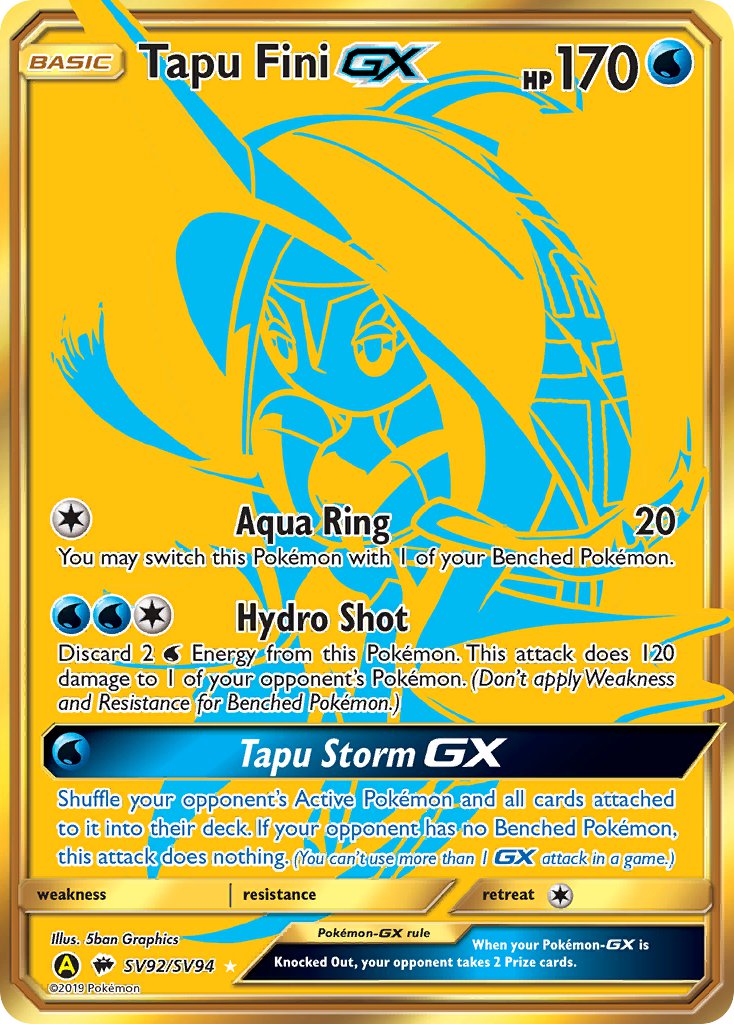 BASIC Tapu Fini GX HP 170
Aqua Ring 20
You may switch this Pokémon with 1 of your Benched Pokémon.
Hydro Shot
Discard 2 Energy from this Pokémon. This attack does 120
damage to 1 of your opponent's Pokémon. (Don't apply Weakness
and Resistance for Benched Pokémon.)
Tapu Storm GX
Shuffle your opponent's Active Pokémon and all cards attached
to it into their deck. If your opponent has no Benched Pokémon,
this attack does nothing. (You can't use more than 1 GX attack in a game.)
weakness resistance retreat
Illus. 5ban Graphics
Pokémon-GX rule
When your Pokémon-GX is
Knocked Out, your opponent takes 2 Prize cards.
A SV92/SV94
©2019 Pokémon